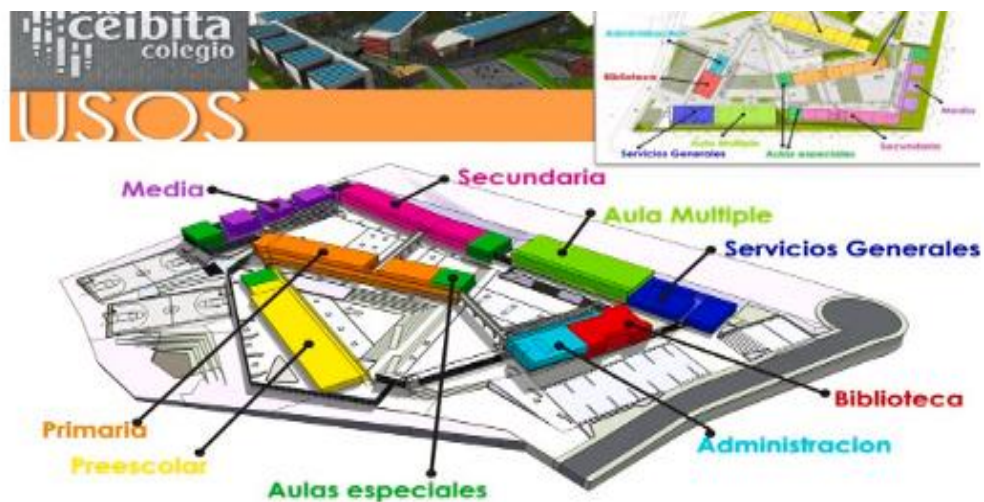 ceibita
colegio
USOS
Administracion
Biblioteca
Servicios Generales
Aula Multiple
Aulas especiales
Secundaria
Media
Media
Secundaria
Aula Multiple
Servicios Generales
Biblioteca
Administracion
Primaria
Preescolar
Aulas especiales